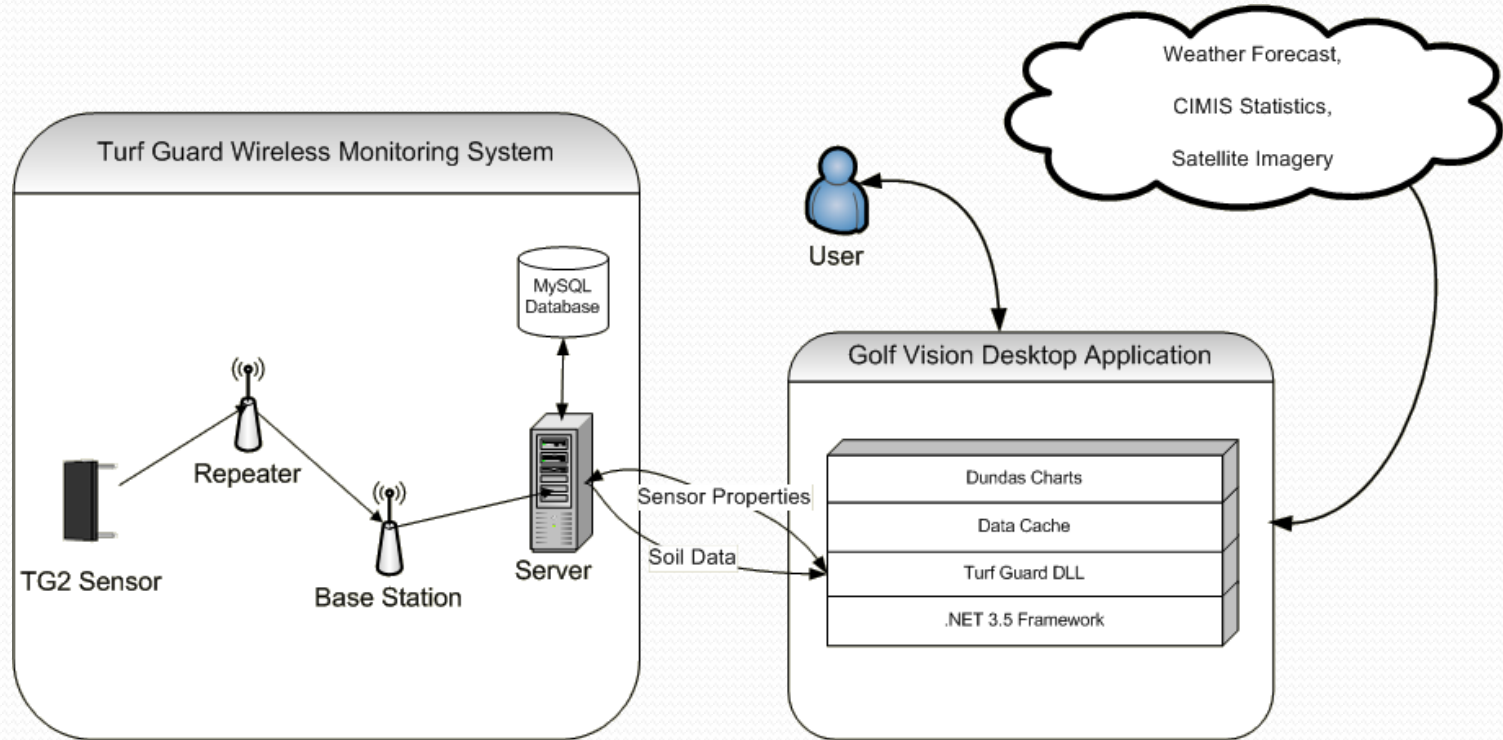 Weather Forecast,
CIMIS Statistics,
Satellite Imagery
Turf Guard Wireless Monitoring System
User
MySQL
Database
Golf Vision Desktop Application
Repeater
Dundas Charts
Sensor Properties
Data Cache
Soil Data
Server
TG2 Sensor
Turf Guard DLL
Base Station
.NET 3.5 Framework